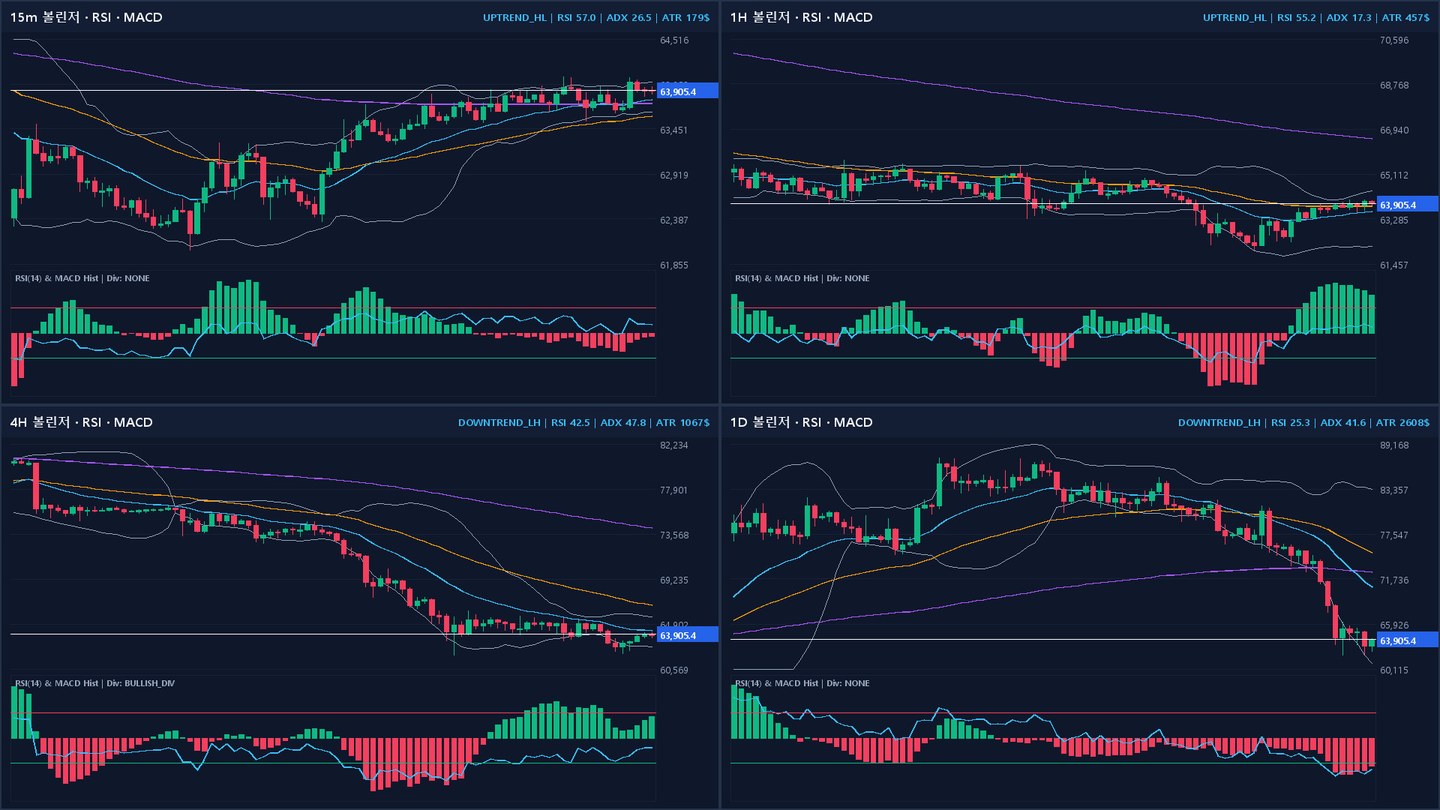 15m 볼린저 · RSI · MACD
UPTREND_HL | RSI 57.0 | ADX 26.5 | ATR 179$
64,516
63,905.4
63,451
62,919
62,387
61,855
RSI(14) & MACD Hist | Div: NONE
1H 볼린저 · RSI · MACD
UPTREND_HL | RSI 55.2 | ADX 17.3 | ATR 457$
70,596
68,768
66,940
65,112
63,905.4
63,285
61,457
RSI(14) & MACD Hist | Div: NONE
4H 볼린저 · RSI · MACD
DOWNTREND_LH | RSI 42.5 | ADX 47.8 | ATR 1067$
82,234
77,901
73,568
69,235
64,902
63,905.4
60,569
RSI(14) & MACD Hist | Div: BULLISH_DIV
1D 볼린저 · RSI · MACD
DOWNTREND_LH | RSI 25.3 | ADX 41.6 | ATR 2608$
89,168
83,357
77,547
71,736
65,926
63,905.4
60,115
RSI(14) & MACD Hist | Div: NONE